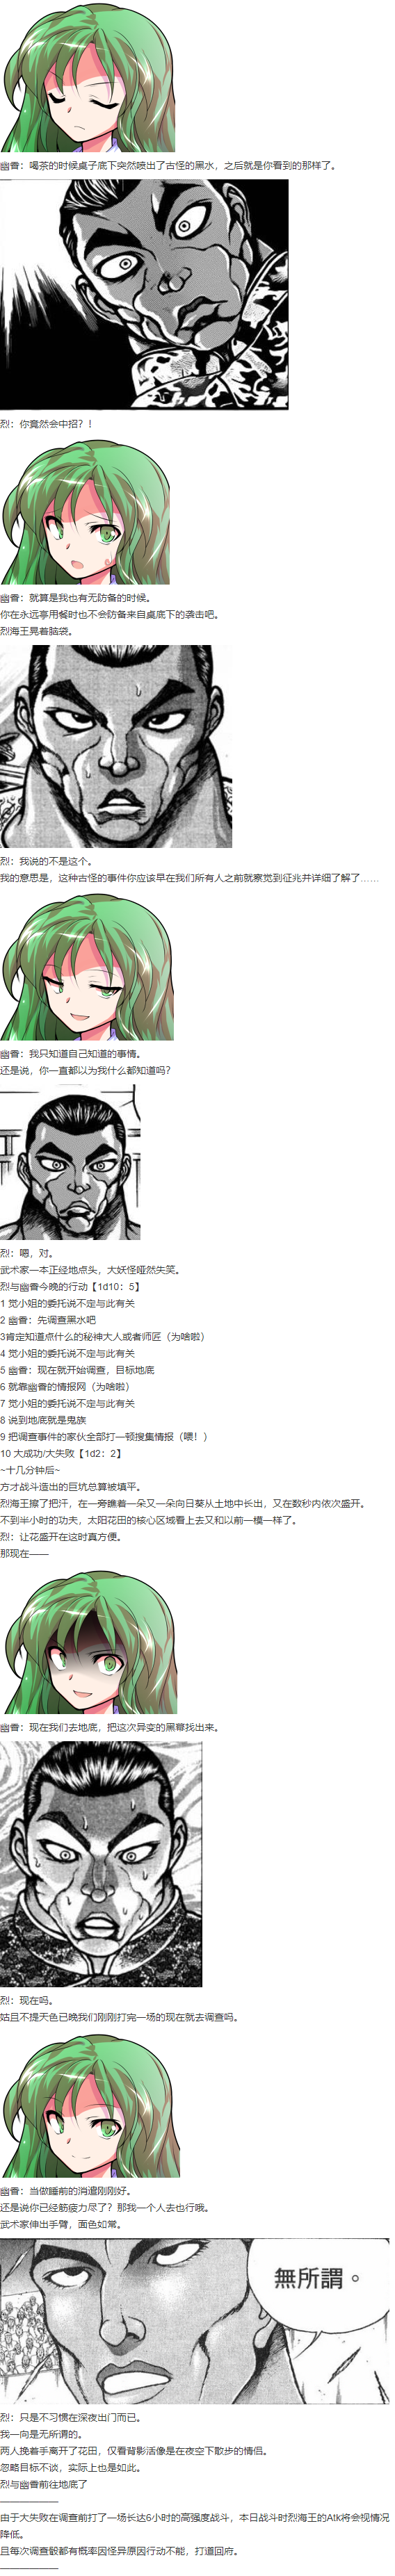 幽香：喝茶的时候桌子底下突然喷出了古怪的黑水，之后就是你看到的那样了。
烈：你竟然会中招？！
幽香：就算是我也有无防备的时候。
你在永远亭用餐时也不会防备来自桌底下的袭击吧。
烈海王晃着脑袋。
烈：我说的不是这个。
我的意思是，这种古怪的事件你应该早在我们所有人之前就察觉到征兆并详细了解了……
幽香：我只知道自己知道的事情。
还是说，你一直都以为我什么都知道吗？
烈：嗯，对。
武术家一本正经地点头，大妖怪哑然失笑。
烈与幽香今晚的行动【1d10：5】
1 觉小姐的委托说不定与此有关
2 幽香：先调查黑水吧
3肯定知道点什么的秘神大人或者师匠（为啥啦）
4 觉小姐的委托说不定与此有关
5 幽香：现在就开始调查，目标地底
6 就靠幽香的情报网（为啥啦）
7 觉小姐的委托说不定与此有关
8 说到地底就是鬼族
9 把调查事件的家伙全部打一顿搜集情报（噗！）
10 大成功/大失败【1d2：2】
~十几分钟后~
方才战斗造出的巨坑总算被填平。
烈海王擦了把汗，在一旁瞧着一朵又一朵向日葵从土地中长出，又在数秒内依次盛开。
不到半小时的功夫，太阳花田的核心区域看上去又和以前一模一样了。
烈：让花盛开在这时真方便。
那现在——
幽香：现在我们去地底，把这次异变的黑幕找出来。
烈：现在吗。
姑且不提天色已晚我们刚刚打完一场的现在就去调查吗。
幽香：当做睡前的消遣刚刚好。
还是说你已经筋疲力尽了？那我一个人去也行哦。
武术家伸出手臂，面色如常。
無所謂。
烈：只是不习惯在深夜出门而已。
我一向是无所谓的。
两人挽着手离开了花田，仅看背影活像是在夜空下散步的情侣。
忽略目标不谈，实际上也是如此。
烈与幽香前往地底了
——————
由于大失败在调查前打了一场长达6小时的高强度战斗，本日战斗时烈海王的Atk将会视情况
降低。
且每次调查骰都有概率因怪异原因行动不能，打道回府。
——————